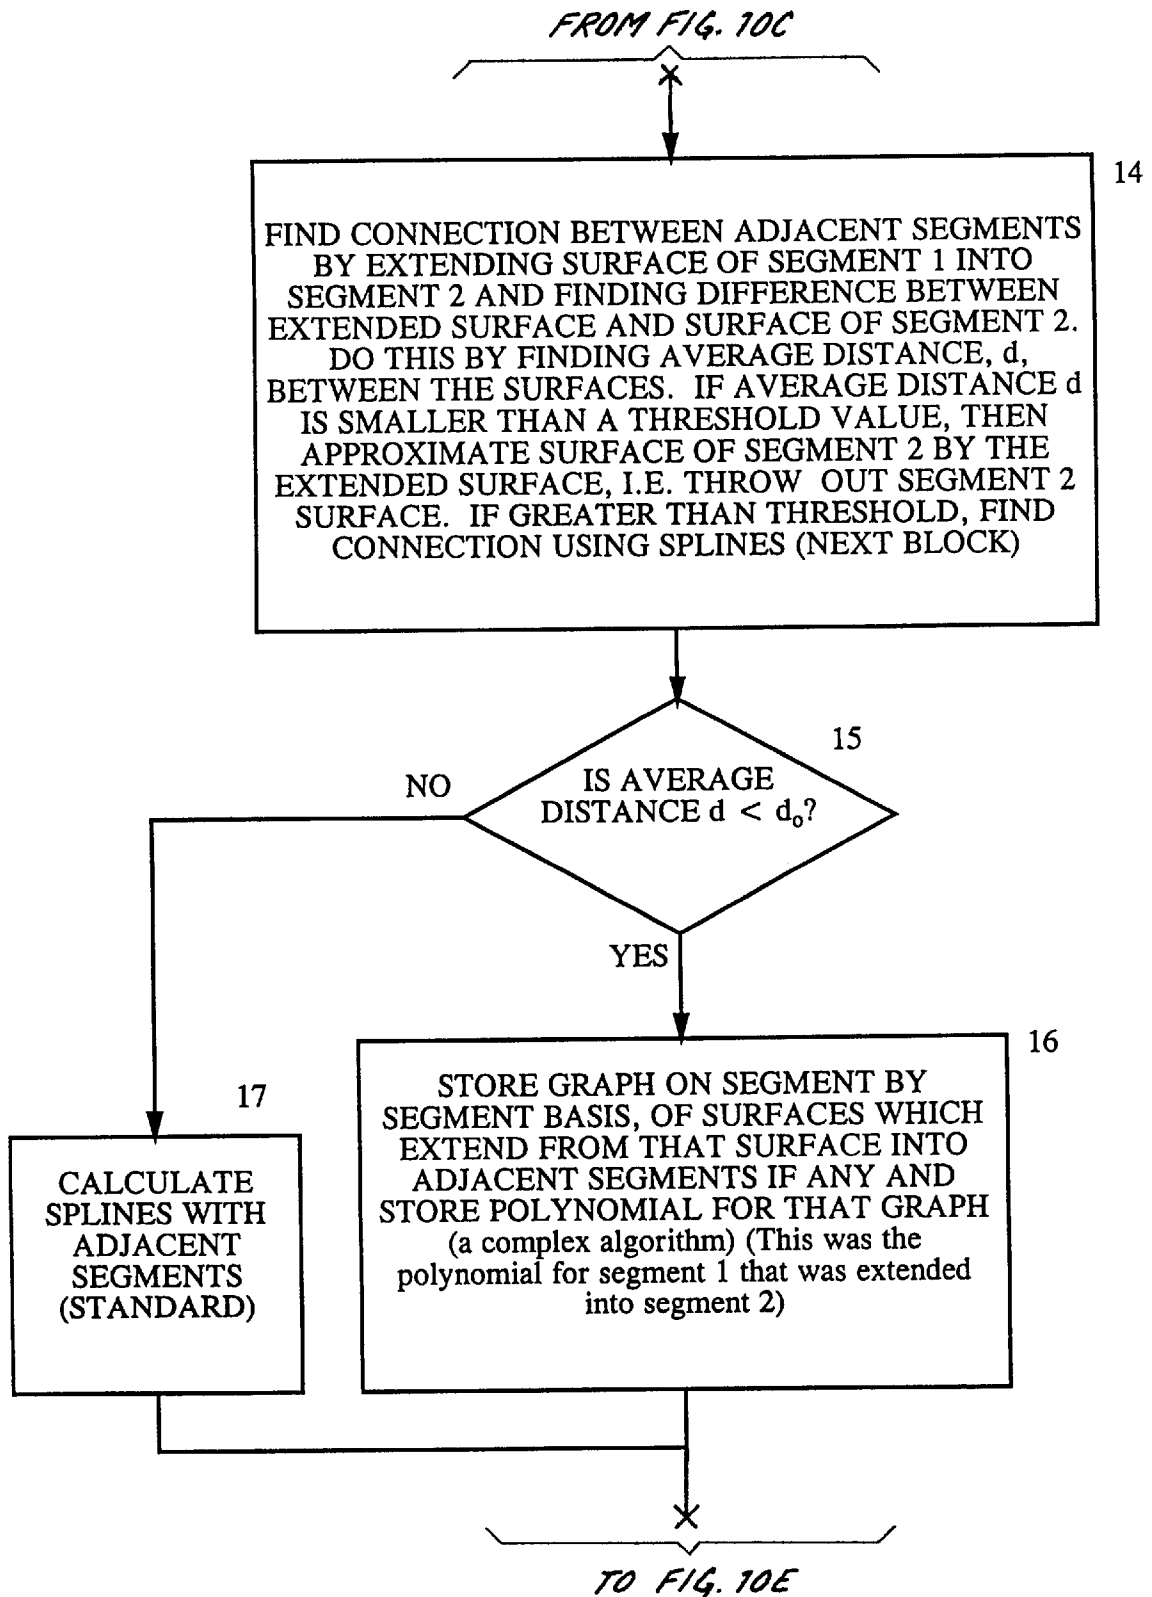 FROM FIG. 10C
14
FIND CONNECTION BETWEEN ADJACENT SEGMENTS
BY EXTENDING SURFACE OF SEGMENT 1 INTO
SEGMENT 2 AND FINDING DIFFERENCE BETWEEN
EXTENDED SURFACE AND SURFACE OF SEGMENT 2.
DO THIS BY FINDING AVERAGE DISTANCE, d,
BETWEEN THE SURFACES. IF AVERAGE DISTANCE d
IS SMALLER THAN A THRESHOLD VALUE, THEN
APPROXIMATE SURFACE OF SEGMENT 2 BY THE
EXTENDED SURFACE, I.E. THROW OUT SEGMENT 2
SURFACE. IF GREATER THAN THRESHOLD, FIND
CONNECTION USING SPLINES (NEXT BLOCK)
15
IS AVERAGE
DISTANCE d < d₀?
NO
YES
16
STORE GRAPH ON SEGMENT BY
SEGMENT BASIS, OF SURFACES WHICH
EXTEND FROM THAT SURFACE INTO
ADJACENT SEGMENTS IF ANY AND
STORE POLYNOMIAL FOR THAT GRAPH
(a complex algorithm) (This was the
polynomial for segment 1 that was extended
into segment 2)
17
CALCULATE
SPLINES WITH
ADJACENT
SEGMENTS
(STANDARD)
TO FIG. 10E